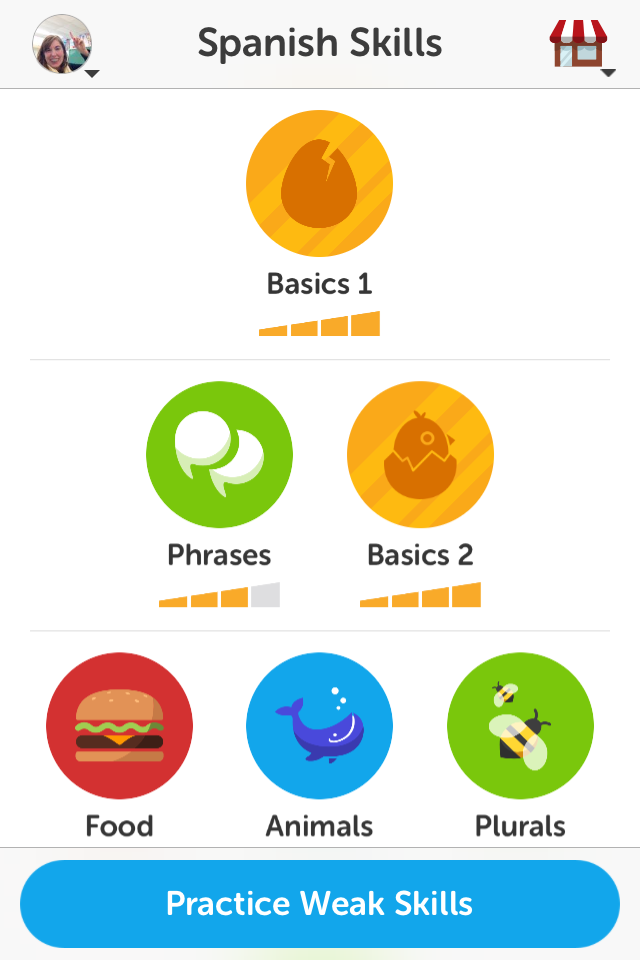 Spanish Skills
Basics 1
Phrases
Basics 2
Food
Animals
Plurals
Practice Weak Skills